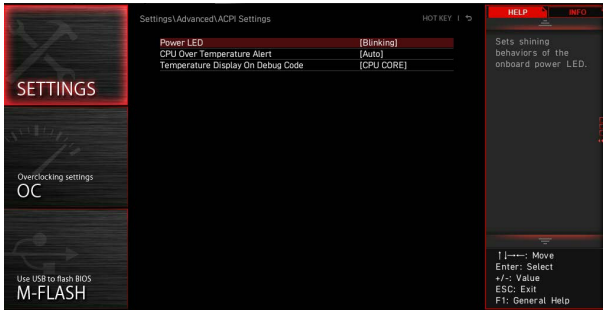 Settings\Advanced\ACPI Settings
HOT KEY |
Power LED [Blinking]
CPU Over Temperature Alert [Auto]
Temperature Display On Debug Code [CPU CORE]
SETTINGS
Overclocking settings
OC
Use USB to flash BIOS
M-FLASH
HELP INFO
Sets shining
behaviors of the
onboard power LED.
↑↓→←: Move
Enter: Select
+/-: Value
ESC: Exit
F1: General Help